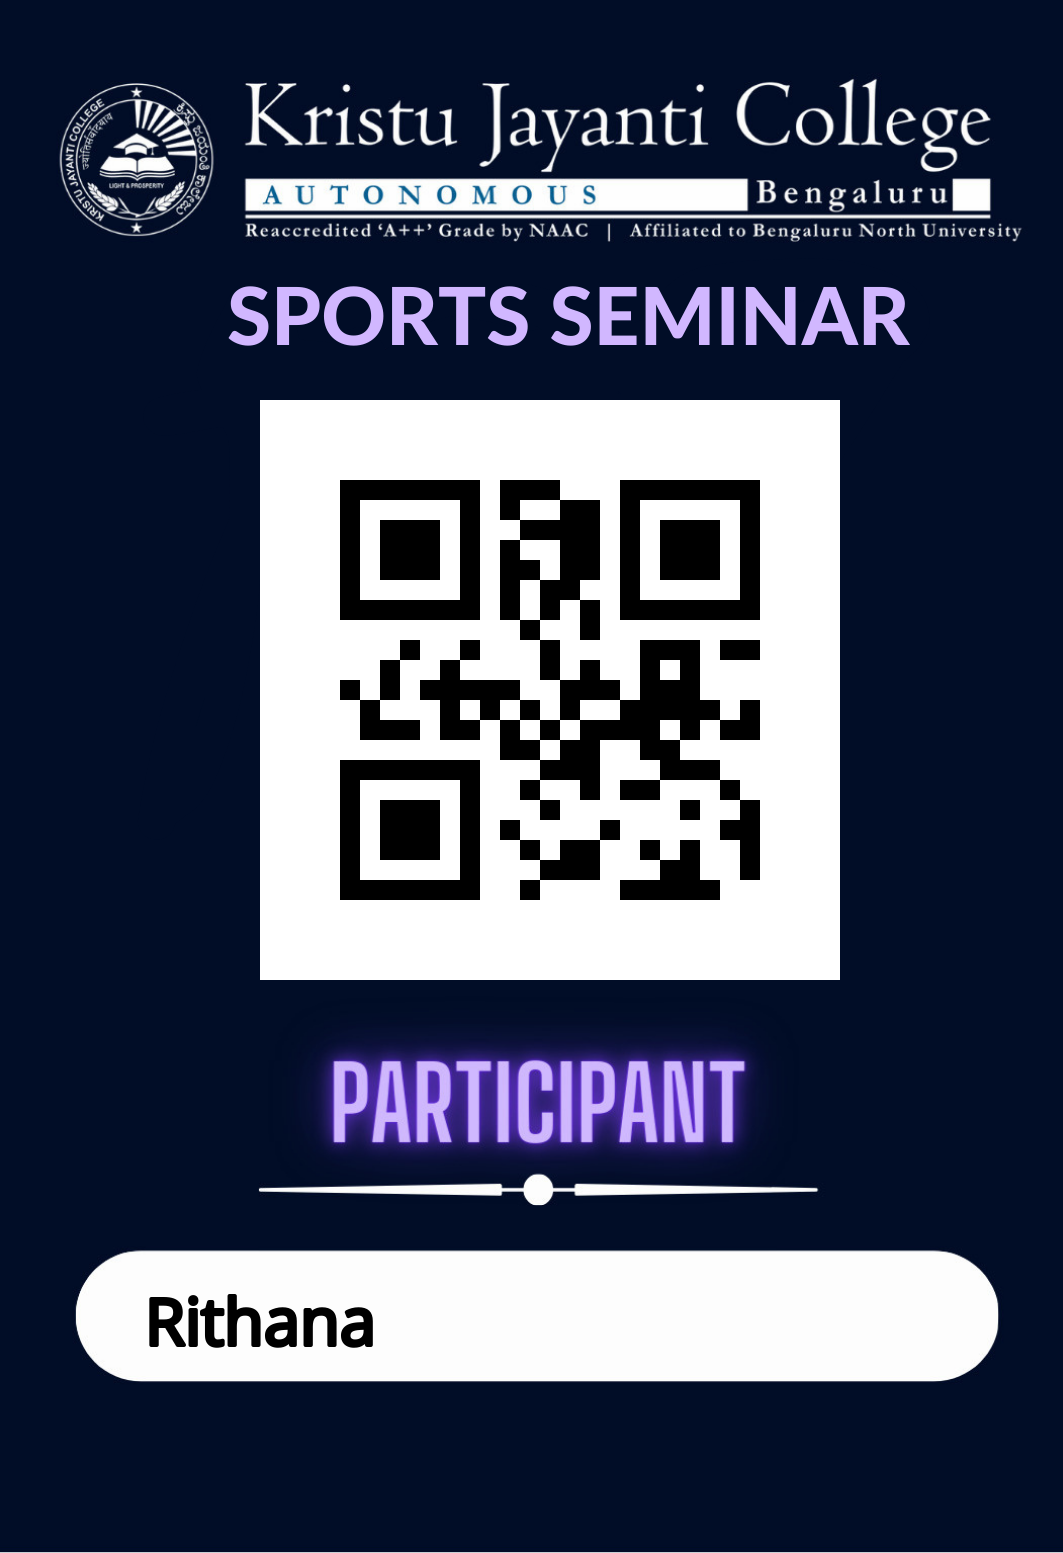 Kristu Jayanti College
AUTONOMOUS Bengaluru
Reaccredited ‘A++’ Grade by NAAC | Affiliated to Bengaluru North University
KRISTU JAYANTI COLLEGE
LIGHT & PROSPERITY
SPORTS SEMINAR
PARTICIPANT
Rithana